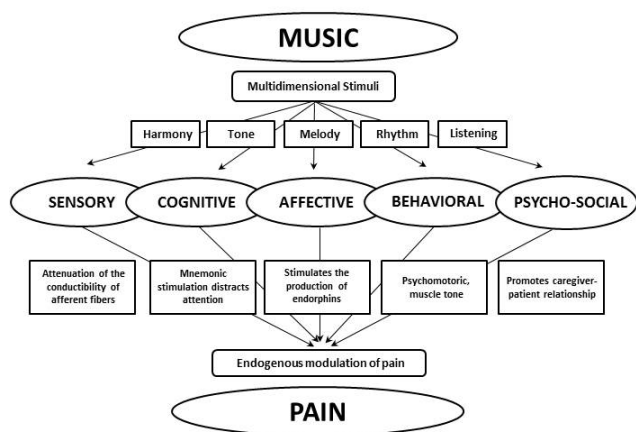 MUSIC
Multidimensional Stimuli
Harmony
Tone
Melody
Rhythm
Listening
SENSORY
COGNITIVE
AFFECTIVE
BEHAVIORAL
PSYCHO-SOCIAL
Attenuation of the
conductibility of
afferent fibers
Mnemonic
stimulation distracts
attention
Stimulates the
production of
endorphins
Psychomotoric,
muscle tone
Promotes caregiver-
patient relationship
Endogenous modulation of pain
PAIN